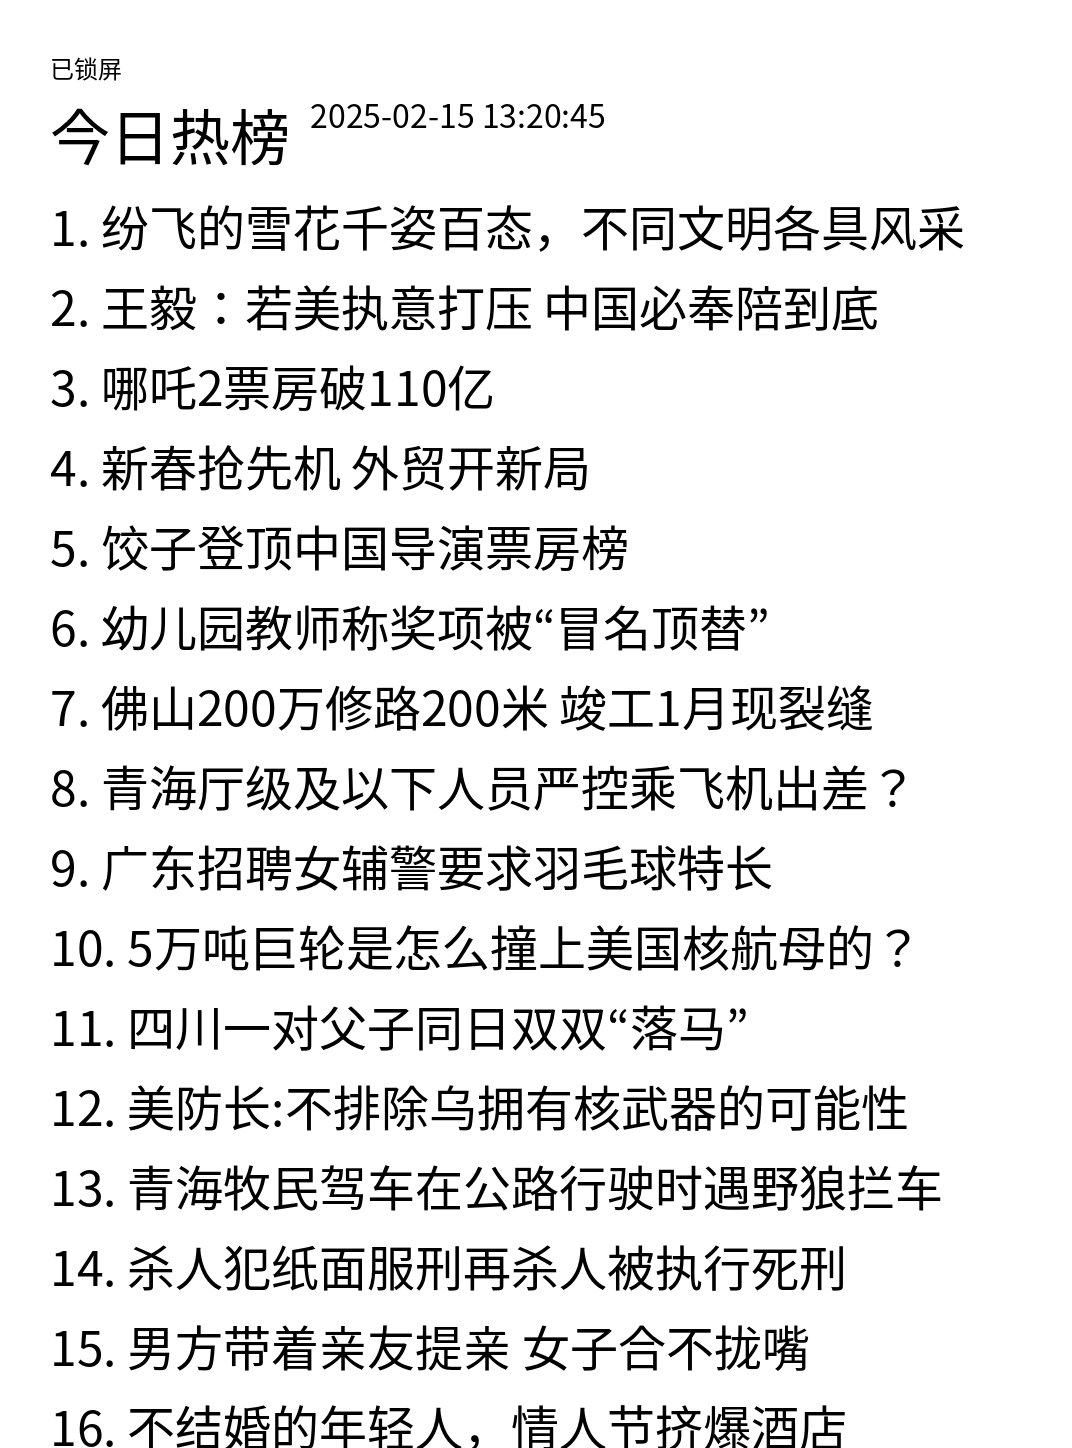 已锁屏
今日热榜 2025-02-15 13:20:45
1. 纷飞的雪花千姿百态，不同文明各具风采
2. 王毅：若美执意打压 中国必奉陪到底
3. 哪吒2票房破110亿
4. 新春抢先机 外贸开新局
5. 饺子登顶中国导演票房榜
6. 幼儿园教师称奖项被“冒名顶替”
7. 佛山200万修路200米 竣工1月现裂缝
8. 青海厅级及以下人员严控乘飞机出差？
9. 广东招聘女辅警要求羽毛球特长
10. 5万吨巨轮是怎么撞上美国核航母的？
11. 四川一对父子同日双双“落马”
12. 美防长:不排除乌拥有核武器的可能性
13. 青海牧民驾车在公路行驶时遇野狼拦车
14. 杀人犯纸面服刑再杀人被执行死刑
15. 男方带着亲友提亲 女子合不拢嘴
16. 不结婚的年轻人，情人节挤爆酒店